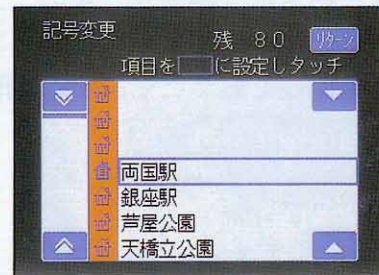 記号変更
残 80 リターン
項目を に設定しタッチ
両国駅
銀座駅
芦屋公園
天橋立公園